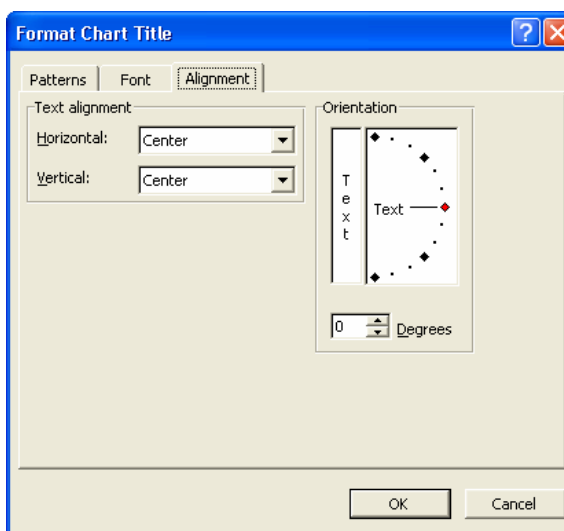 Format Chart Title
?
Patterns Font Alignment
Text alignment
Horizontal: Center
Vertical: Center
Orientation
T
e
x
t
Text
0 Degrees
OK Cancel